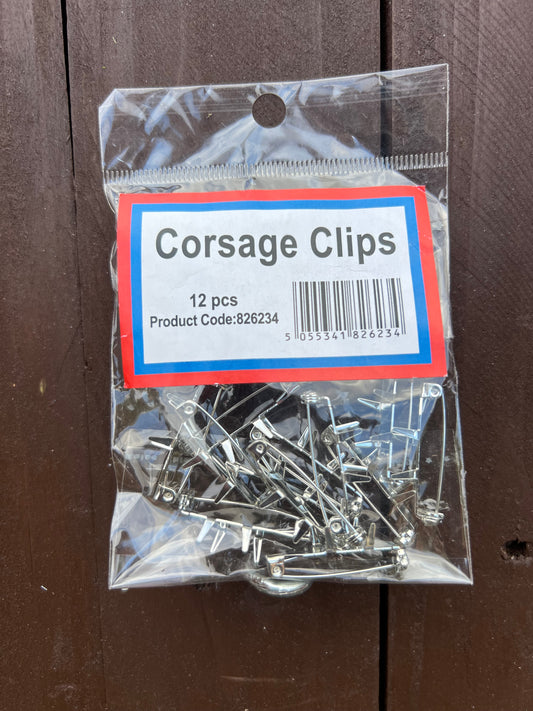 Corsage Clips
12 pcs
Product Code:826234
5 055341 826234